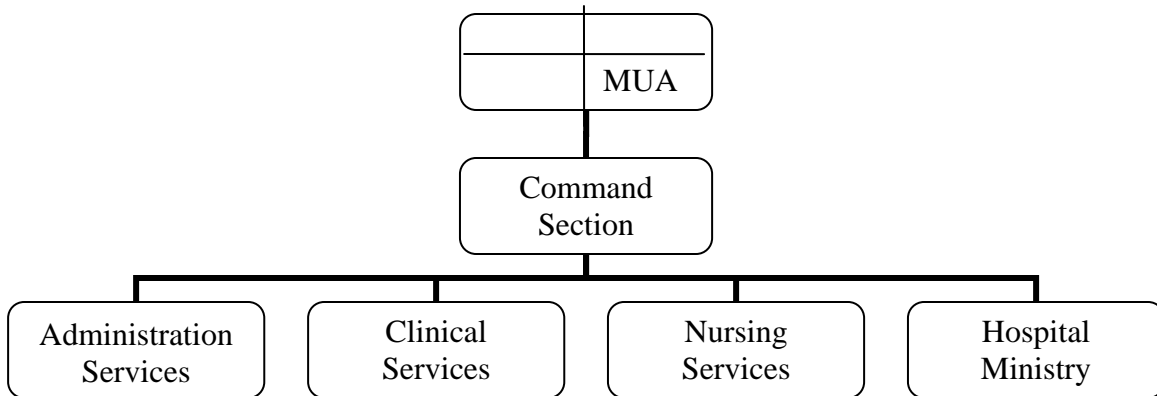 MUA
Command
Section
Administration
Services
Clinical
Services
Nursing
Services
Hospital
Ministry